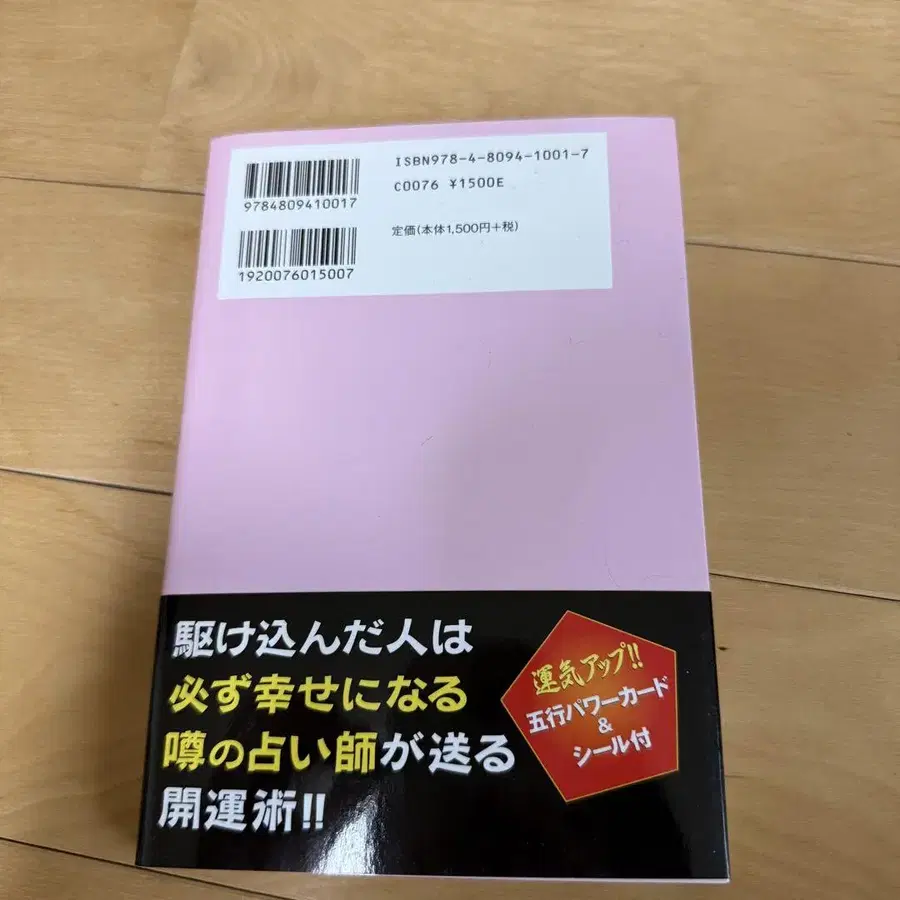 ISBN978-4-8094-1001-7
C0076 ¥1500E
9784809410017
定価(本体1,500円+税)
1920076015007
駆け込んだ人は
必ず幸せになる
噂の占い師が送る
開運術!!
運気アップ!!
五行パワーカード
&
シール付